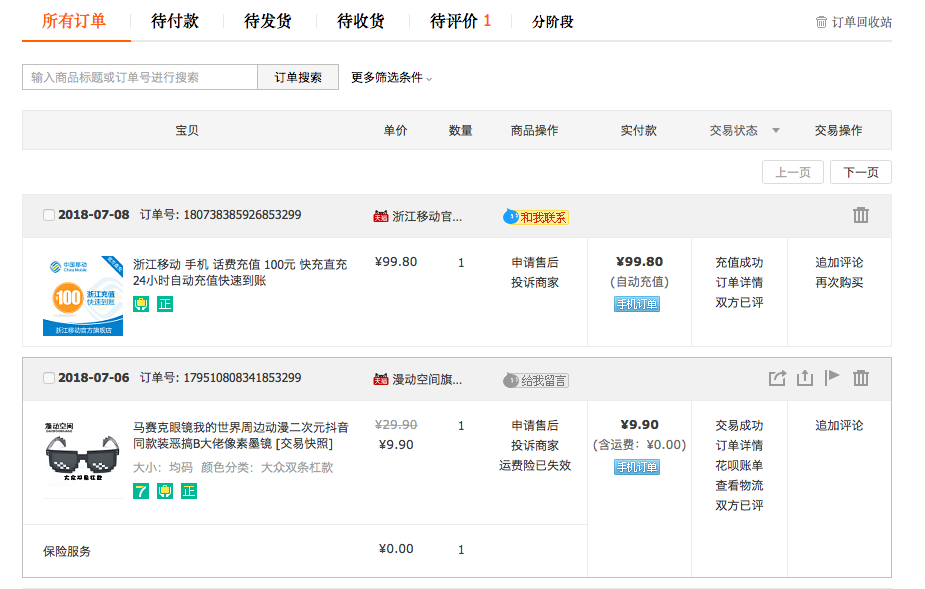 所有订单 待付款 待发货 待收货 待评价 1 分阶段 订单回收站
输入商品标题或订单号进行搜索 订单搜索 更多筛选条件
宝贝 单价 数量 商品操作 实付款 交易状态 交易操作
上一页 下一页
2018-07-08 订单号: 180738385926853299 天猫 浙江移动官... 和我联系
中国移动
China Mobile
100 浙江充值
快速到账
浙江移动官方旗舰店
浙江移动 手机 话费充值 100元 快充直充
24小时自动充值快速到账
正
¥99.80 1 申请售后 ¥99.80 充值成功 追加评论
投诉商家 (自动充值) 订单详情 再次购买
手机订单 双方已评
2018-07-06 订单号: 179510808341853299 天猫 漫动空间旗... 给我留言
漫动空间
大众双条杠款
马赛克眼镜我的世界周边动漫二次元抖音
同款装恶搞B大佬像素墨镜 [交易快照]
大小：均码 颜色分类：大众双条杠款
7 正
¥29.90 1 申请售后 ¥9.90 交易成功 追加评论
¥9.90 投诉商家 (含运费：¥0.00) 订单详情
运费险已失效 手机订单 花呗账单
查看物流
双方已评
保险服务 ¥0.00 1